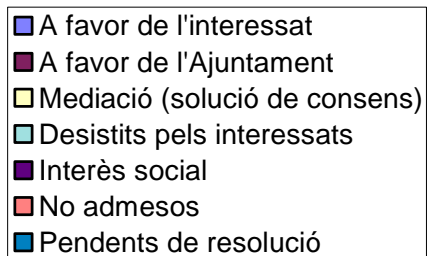 A favor de l'interessat
A favor de l'Ajuntament
Mediació (solució de consens)
Desistits pels interessats
Interès social
No admesos
Pendents de resolució